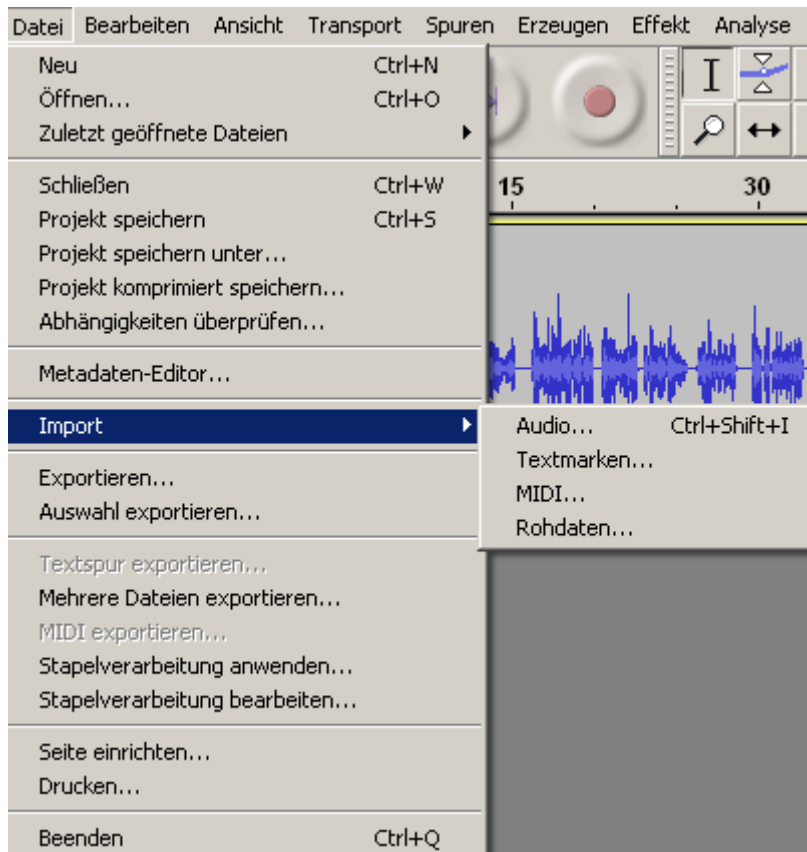 Datei Bearbeiten Ansicht Transport Spuren Erzeugen Effekt Analyse
Neu Ctrl+N
Öffnen... Ctrl+O
Zuletzt geöffnete Dateien
Schließen Ctrl+W
Projekt speichern Ctrl+S
Projekt speichern unter...
Projekt komprimiert speichern...
Abhängigkeiten überprüfen...
Metadaten-Editor...
Import
Exportieren...
Auswahl exportieren...
Textspur exportieren...
Mehrere Dateien exportieren...
MIDI exportieren...
Stapelverarbeitung anwenden...
Stapelverarbeitung bearbeiten...
Seite einrichten...
Drucken...
Beenden Ctrl+Q
15 30
Audio... Ctrl+Shift+I
Textmarken...
MIDI...
Rohdaten...